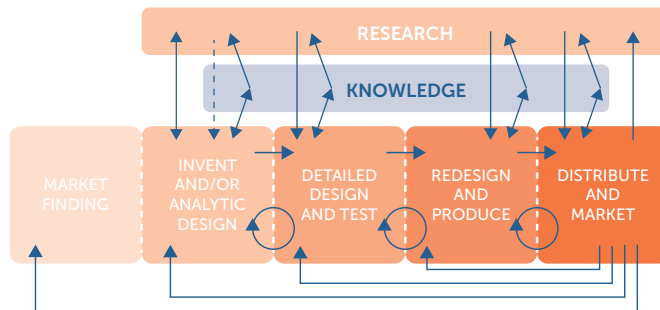 RESEARCH
KNOWLEDGE
MARKET
FINDING
INVENT
AND/OR
ANALYTIC
DESIGN
DETAILED
DESIGN
AND TEST
REDESIGN
AND
PRODUCE
DISTRIBUTE
AND
MARKET